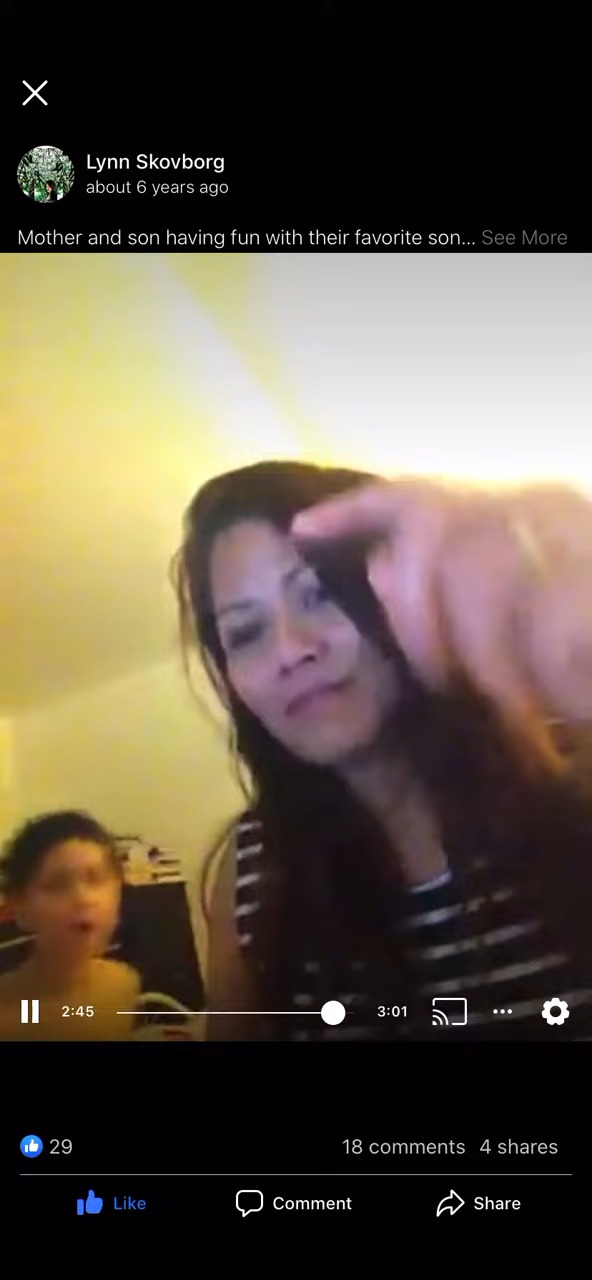 Lynn Skovborg
about 6 years ago
Mother and son having fun with their favorite son... See More
2:45 3:01
29 18 comments 4 shares
Like Comment Share